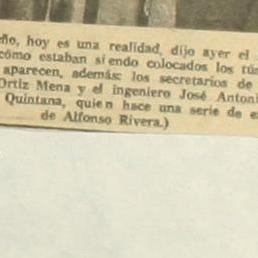 ño, hoy es una realidad, dijo ayer el
cómo estaban siendo colocados los tú
aparecen, además: los secretarios de
Ortiz Mena y el ingeniero José Antoni
Quintana, quien hace una serie de e
de Alfonso Rivera.)